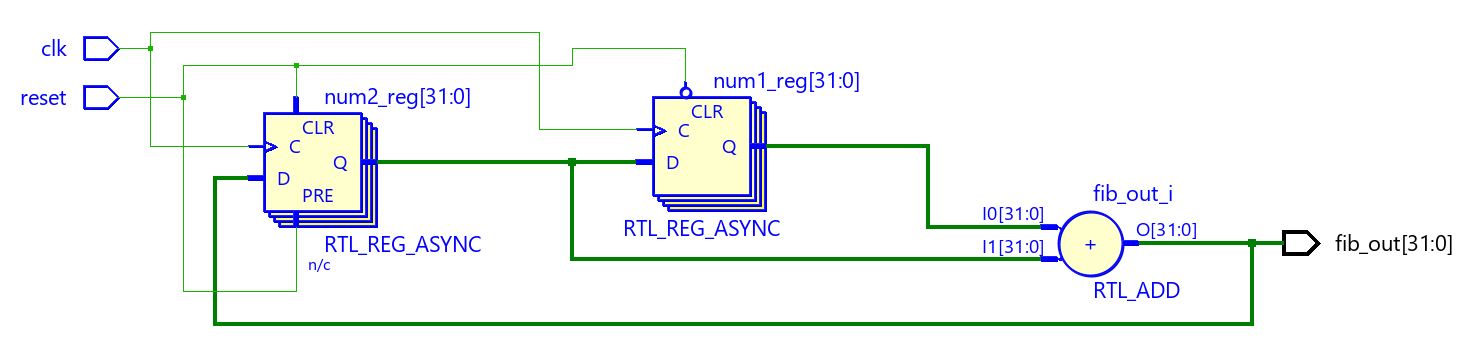 clk
reset
num2_reg[31:0]
CLR
C
Q
D
PRE
RTL_REG_ASYNC
n/c
num1_reg[31:0]
CLR
C
Q
D
RTL_REG_ASYNC
fib_out_i
I0[31:0]
I1[31:0]
+
O[31:0]
RTL_ADD
fib_out[31:0]